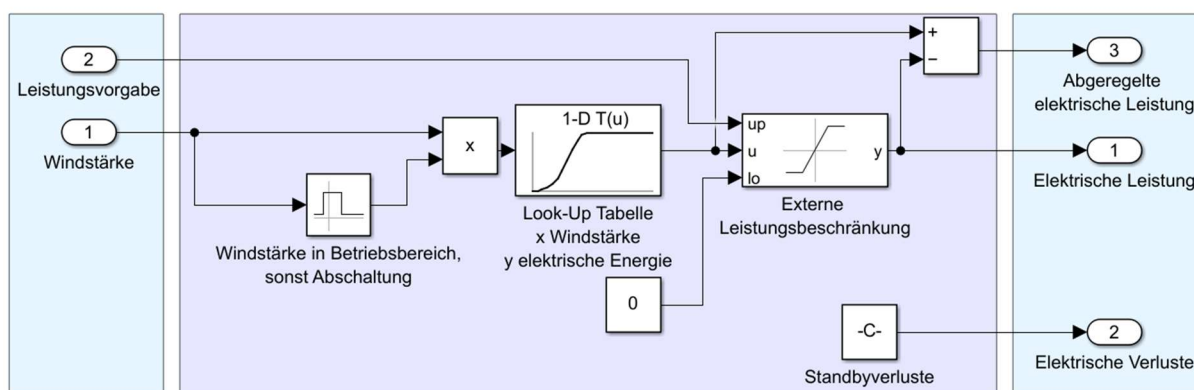 2
Leistungsvorgabe
1
Windstärke
Windstärke in Betriebsbereich,
sonst Abschaltung
x
1-D T(u)
Look-Up Tabelle
x Windstärke
y elektrische Energie
0
up
u
lo
y
Externe
Leistungsbeschränkung
+
−
-C-
Standbyverluste
3
Abgeregelte
elektrische Leistung
1
Elektrische Leistung
2
Elektrische Verluste